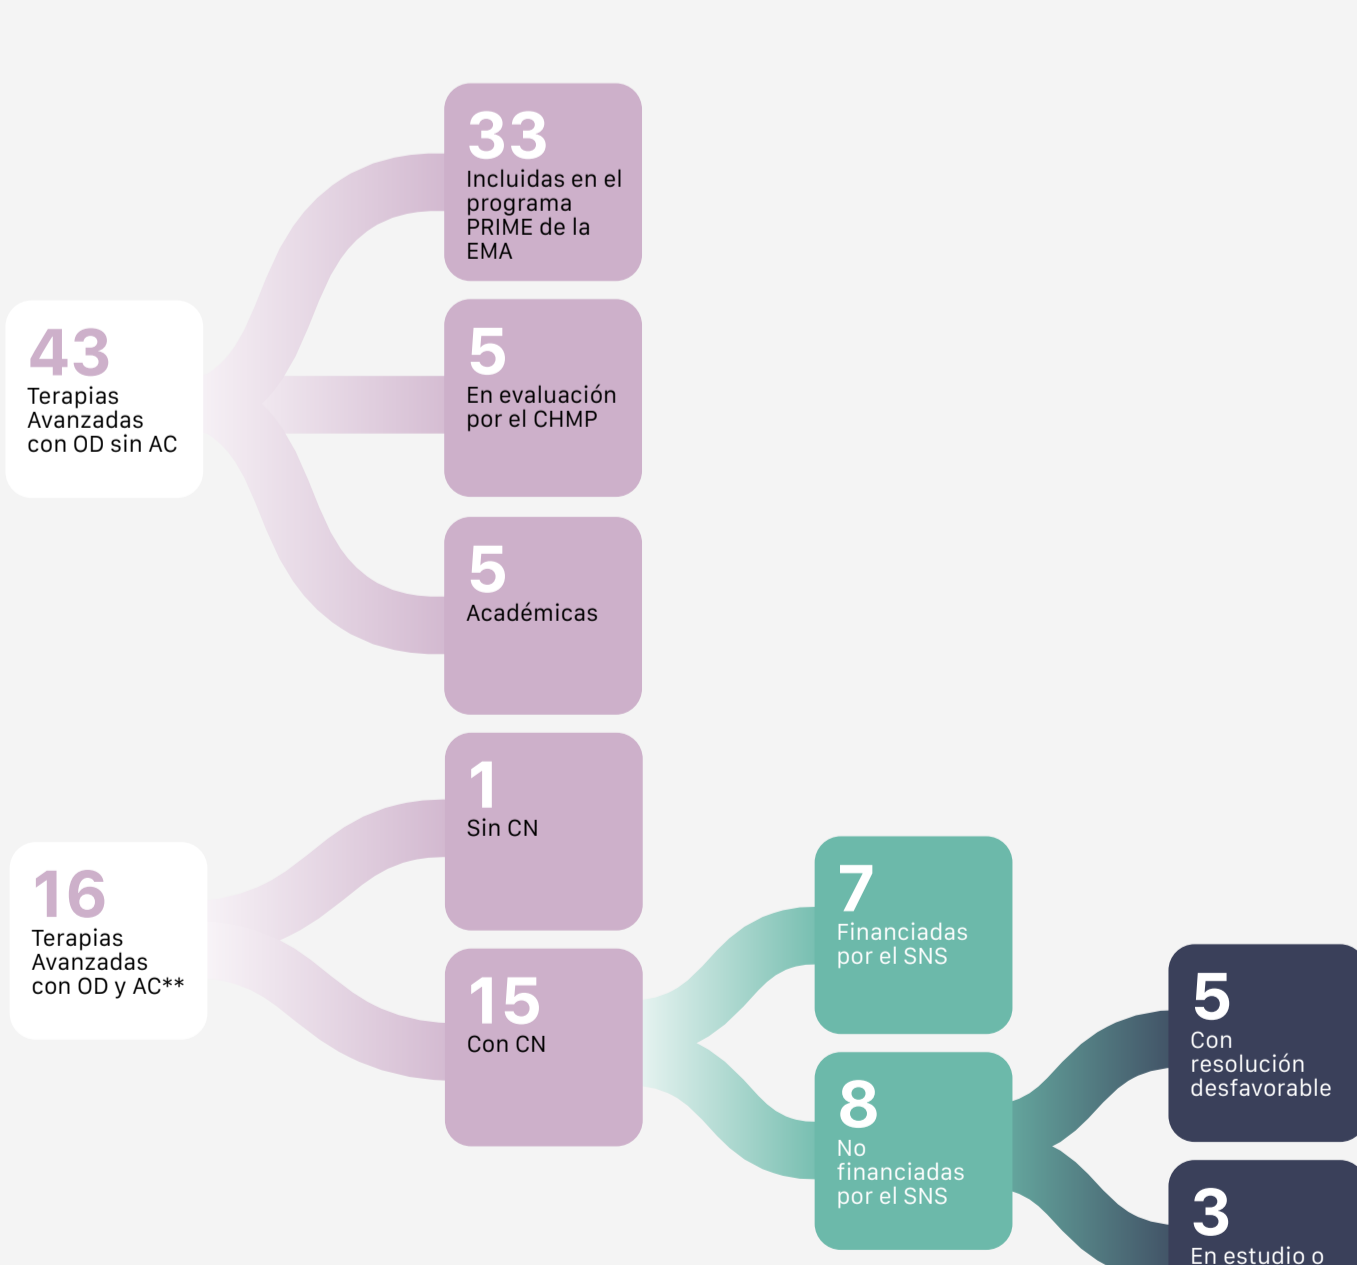 33
Incluidas en el
programa
PRIME de la
EMA
43
Terapias
Avanzadas
con OD sin AC
5
En evaluación
por el CHMP
5
Académicas
1
Sin CN
16
Terapias
Avanzadas
con OD y AC**
15
Con CN
7
Financiadas
por el SNS
8
No
financiadas
por el SNS
5
Con
resolución
desfavorable
3
En estudio o